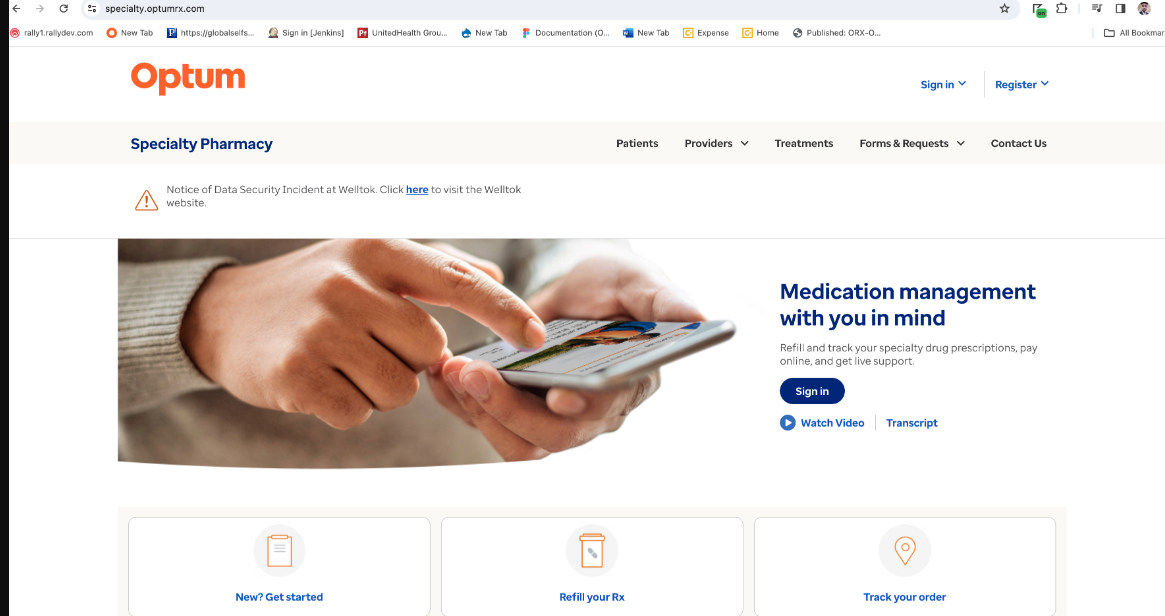 specialty.optumrx.com
rally1.rallydev.com New Tab https://globalselfs... Sign in [Jenkins] UnitedHealth Grou... New Tab Documentation (O... New Tab Expense Home Published: ORX-O... All Bookmar
Optum
Sign in Register
Specialty Pharmacy Patients Providers Treatments Forms & Requests Contact Us
Notice of Data Security Incident at Welltok. Click here to visit the Welltok
website.
Medication management
with you in mind
Refill and track your specialty drug prescriptions, pay
online, and get live support.
Sign in
Watch Video Transcript
New? Get started Refill your Rx Track your order